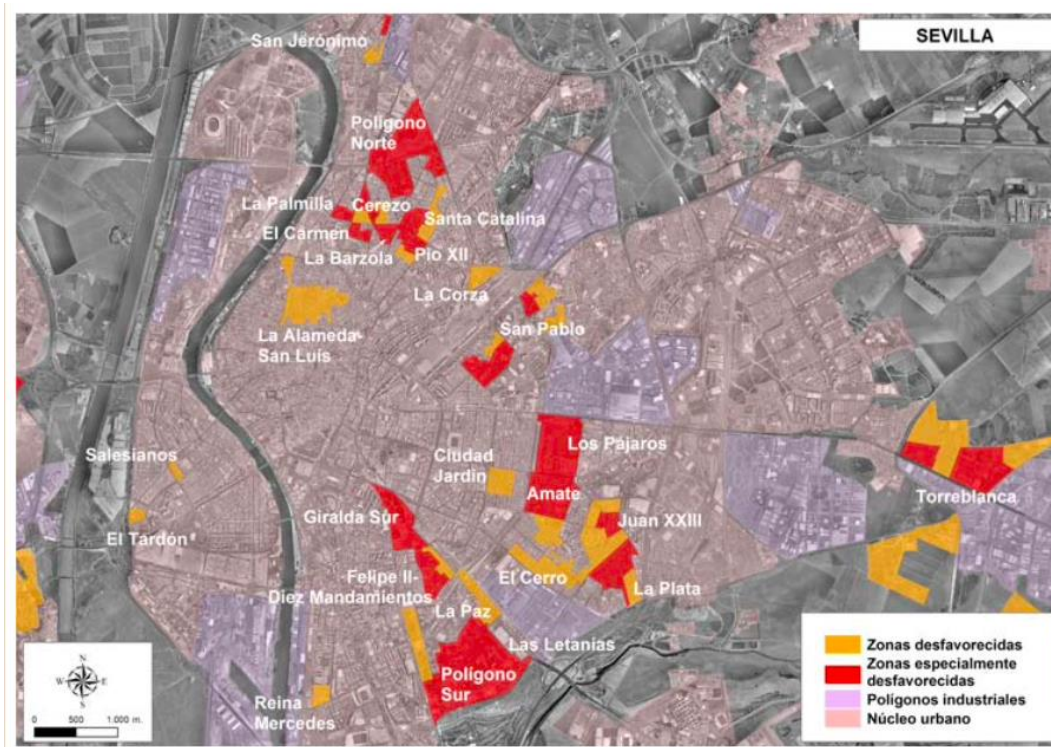 SEVILLA
San Jerónimo
Polígono
Norte
La Palmilla
Cerezo
Santa Catalina
El Carmen
La Barzola
Pio XII
La Corza
La Alameda-
San Luis
San Pablo
Salesianos
Ciudad
Jardín
Los Pájaros
Amate
Torreblanca
El Tardón
Giralda Sur
Juan XXIII
Felipe II-
Diez Mandamientos
El Cerro
La Plata
La Paz
Las Letanías
Polígono
Sur
Reina
Mercedes
N
W
E
S
0 500 1.000 m.
Zonas desfavorecidas
Zonas especialmente
desfavorecidas
Polígonos industriales
Núcleo urbano